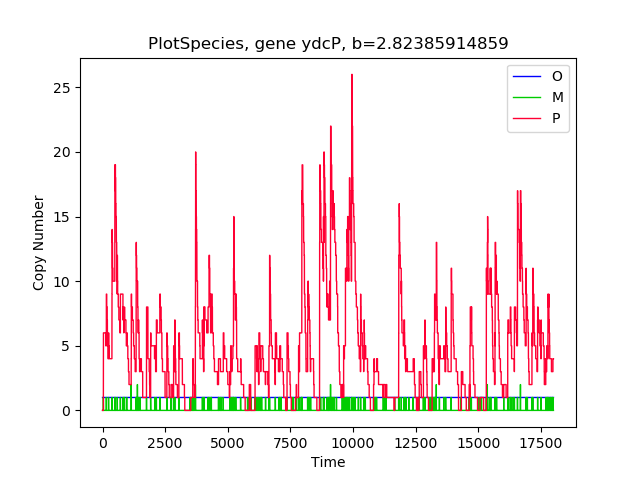 PlotSpecies, gene ydcP, b=2.82385914859
O
M
P
25
20
15
10
5
0
Copy Number
0 2500 5000 7500 10000 12500 15000 17500
Time